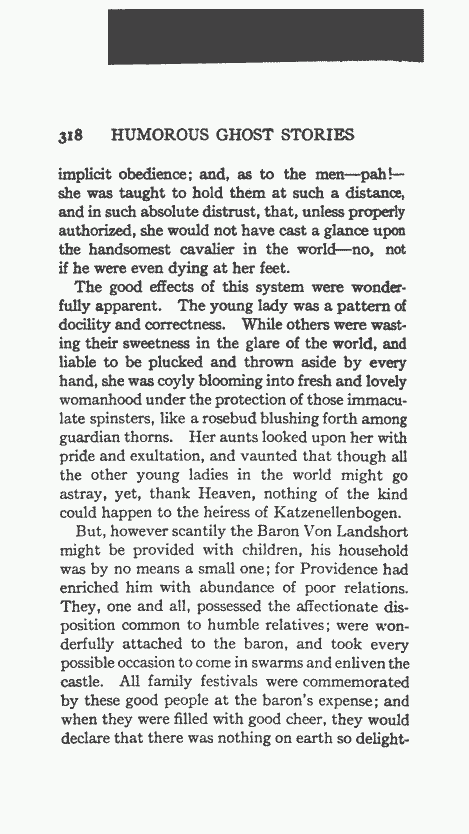 318 HUMOROUS GHOST STORIES
implicit obedience; and, as to the men—pah!—
she was taught to hold them at such a distance,
and in such absolute distrust, that, unless properly
authorized, she would not have cast a glance upon
the handsomest cavalier in the world—no, not
if he were even dying at her feet.
The good effects of this system were wonder-
fully apparent. The young lady was a pattern of
docility and correctness. While others were wast-
ing their sweetness in the glare of the world, and
liable to be plucked and thrown aside by every
hand, she was coyly blooming into fresh and lovely
womanhood under the protection of those immacu-
late spinsters, like a rosebud blushing forth among
guardian thorns. Her aunts looked upon her with
pride and exultation, and vaunted that though all
the other young ladies in the world might go
astray, yet, thank Heaven, nothing of the kind
could happen to the heiress of Katzenellenbogen.
But, however scantily the Baron Von Landshort
might be provided with children, his household
was by no means a small one; for Providence had
enriched him with abundance of poor relations.
They, one and all, possessed the affectionate dis-
position common to humble relatives; were won-
derfully attached to the baron, and took every
possible occasion to come in swarms and enliven the
castle. All family festivals were commemorated
by these good people at the baron's expense; and
when they were filled with good cheer, they would
declare that there was nothing on earth so delight-